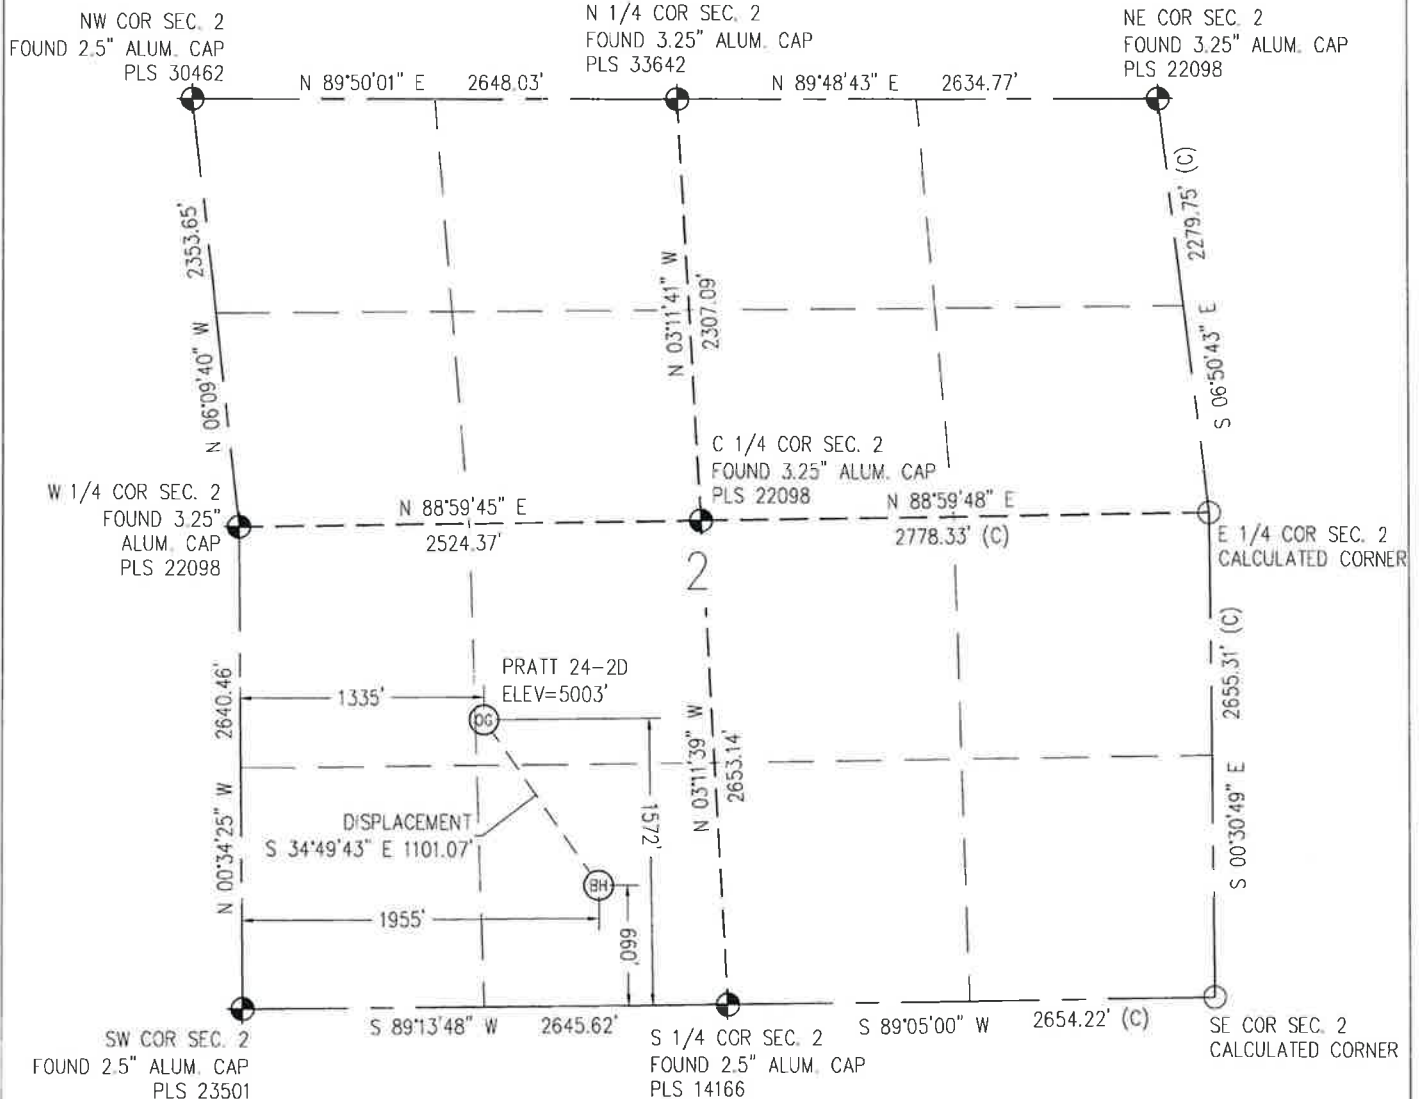 NW COR SEC. 2
FOUND 2.5" ALUM. CAP
PLS 30462
N 1/4 COR SEC. 2
FOUND 3.25" ALUM. CAP
PLS 33642
NE COR SEC. 2
FOUND 3.25" ALUM. CAP
PLS 22098
N 89°50'01" E 2648.03'
N 89°48'43" E 2634.77'
2353.65'
N 06°09'40" W
N 03°11'41" W
2307.09'
2279.75' (C)
S 06°50'43" E
W 1/4 COR SEC. 2
FOUND 3.25"
ALUM. CAP
PLS 22098
N 88°59'45" E
2524.37'
C 1/4 COR SEC. 2
FOUND 3.25" ALUM. CAP
PLS 22098
N 88°59'48" E
2778.33' (C)
E 1/4 COR SEC. 2
CALCULATED CORNER
2
2640.46'
N 00°34'25" W
1335'
PRATT 24-2D
ELEV=5003'
OG
DISPLACEMENT
S 34°49'43" E 1101.07'
BH
1955'
660'
1572'
N 03°11'39" W
2653.14'
2655.31' (C)
S 00°30'49" E
S 89°13'48" W 2645.62'
S 89°05'00" W 2654.22' (C)
SW COR SEC. 2
FOUND 2.5" ALUM. CAP
PLS 23501
S 1/4 COR SEC. 2
FOUND 2.5" ALUM. CAP
PLS 14166
SE COR SEC. 2
CALCULATED CORNER